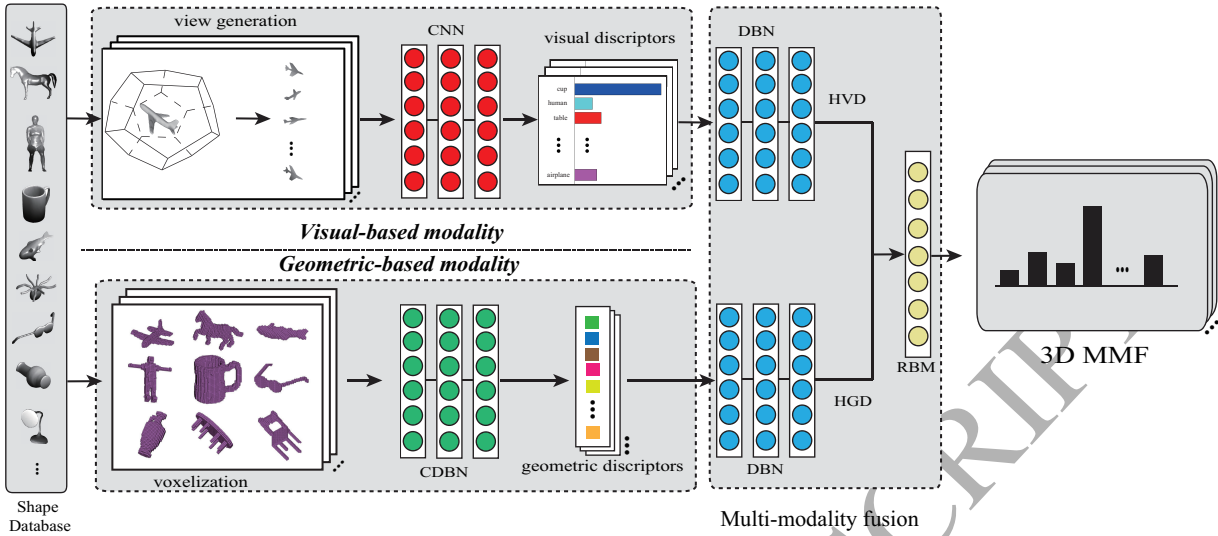 view generation
CNN
visual discriptors
cup
human
table
airplane
DBN
HVD
Visual-based modality
Geometric-based modality
RBM
3D MMF
voxelization
CDBN
geometric discriptors
HGD
DBN
Shape
Database
Multi-modality fusion